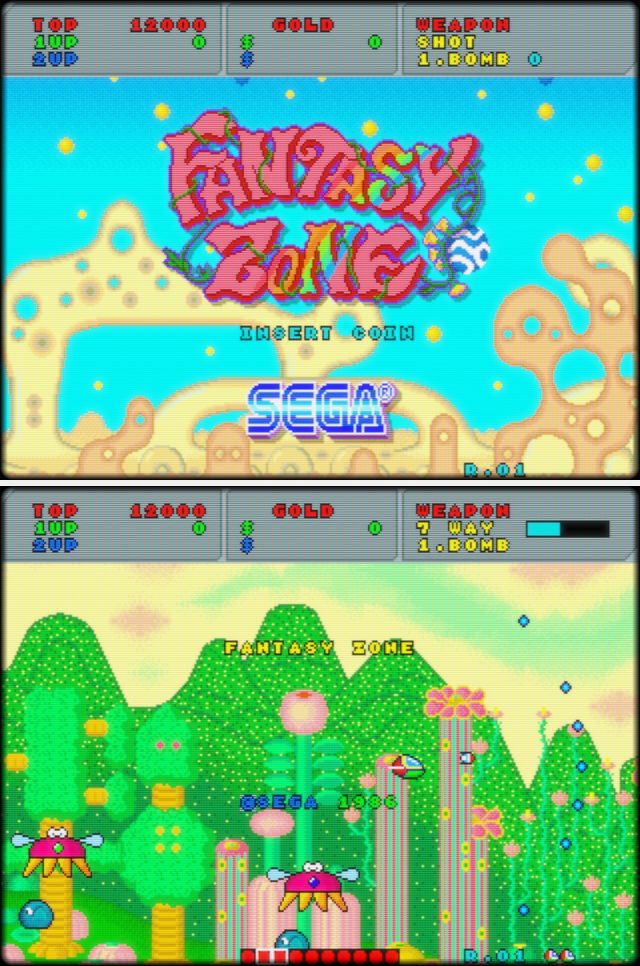 TOP 12000 GOLD WEAPON
1UP 0 $ 0 SHOT
2UP $ 1.BOMB 0
FANTASY
ZONE
INSERT COIN
SEGA®
R.01
TOP 12000 GOLD WEAPON
1UP 0 $ 0 7 WAY
2UP $ 1.BOMB
FANTASY ZONE
@SEGA 1986
R.01